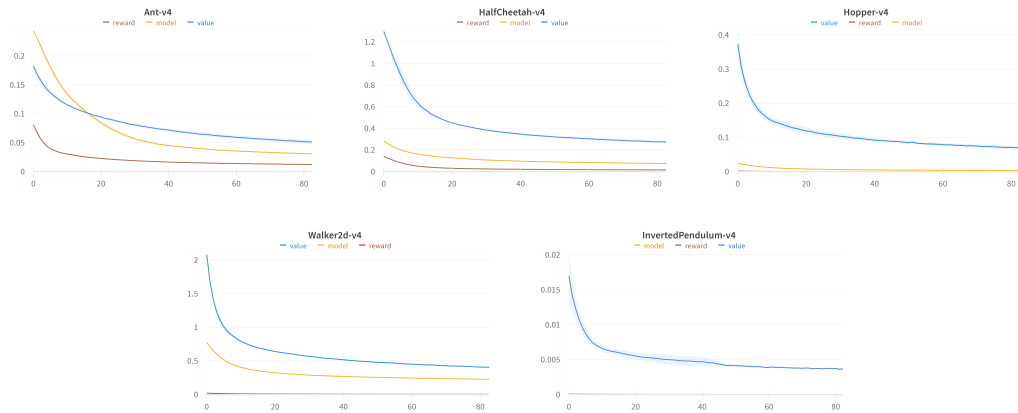 Ant-v4
reward model value
0.2
0.15
0.1
0.05
0
0 20 40 60 80
HalfCheetah-v4
reward model value
1.2
1
0.8
0.6
0.4
0.2
0
0 20 40 60 80
Hopper-v4
value reward model
0.4
0.3
0.2
0.1
0
0 20 40 60 80
Walker2d-v4
value model reward
2
1.5
1
0.5
0
0 20 40 60 80
InvertedPendulum-v4
model reward value
0.02
0.015
0.01
0.005
0
0 20 40 60 80